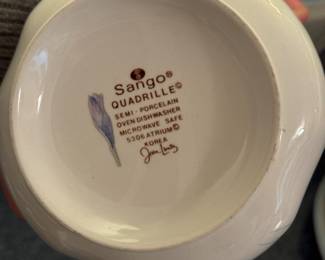 Sango®
QUADRILLE©
SEMI-PORCELAIN
OVEN DISHWASHER
MICROWAVE SAFE
5306 ATRIUM©
KOREA